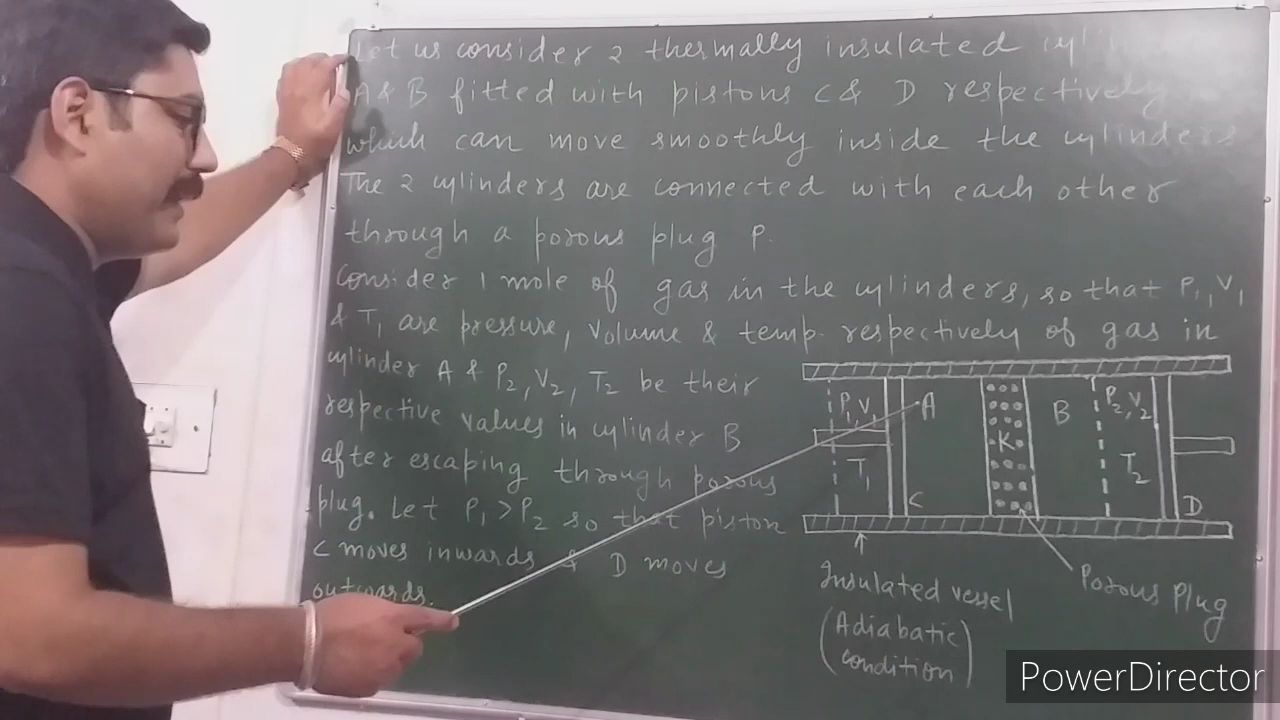 Let us consider 2 thermally insulated
A & B fitted with pistons C & D respectively
which can move smoothly inside the cylinders
The 2 cylinders are connected with each other
through a porous plug P.
Consider 1 mole of gas in the cylinders, so that P₁, V₁
& T₁ are pressure, Volume & temp. respectively of gas in
cylinder A & P₂, V₂, T₂ be their
respective values in cylinder B
after escaping through porous
plug. Let P₁ > P₂ so that piston
C moves inwards & D moves
outwards.
P₁ V₁
T₁
A
C
K
B
P₂, V₂
T₂
D
Insulated vessel
(Adiabatic
condition)
Porous Plug
PowerDirector